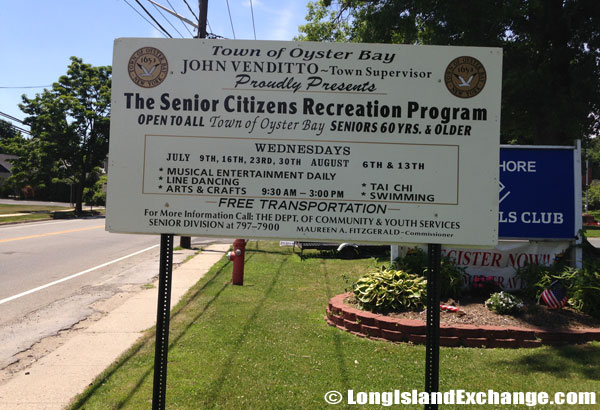 Town of Oyster Bay
JOHN VENDITTO~Town Supervisor
Proudly Presents
The Senior Citizens Recreation Program
OPEN TO ALL Town of Oyster Bay SENIORS 60 YRS. & OLDER
WEDNESDAYS
JULY 9TH, 16TH, 23RD, 30TH AUGUST 6TH & 13TH
* MUSICAL ENTERTAINMENT DAILY
* LINE DANCING * TAI CHI
* ARTS & CRAFTS 9:30 AM – 3:00 PM * SWIMMING
FREE TRANSPORTATION
For More Information Call: THE DEPT. OF COMMUNITY & YOUTH SERVICES
SENIOR DIVISION AT 797-7900 MAUREEN A. FITZGERALD~Commissioner
HORE
LS CLUB
EGISTER NOW!!
© LongIslandExchange.com